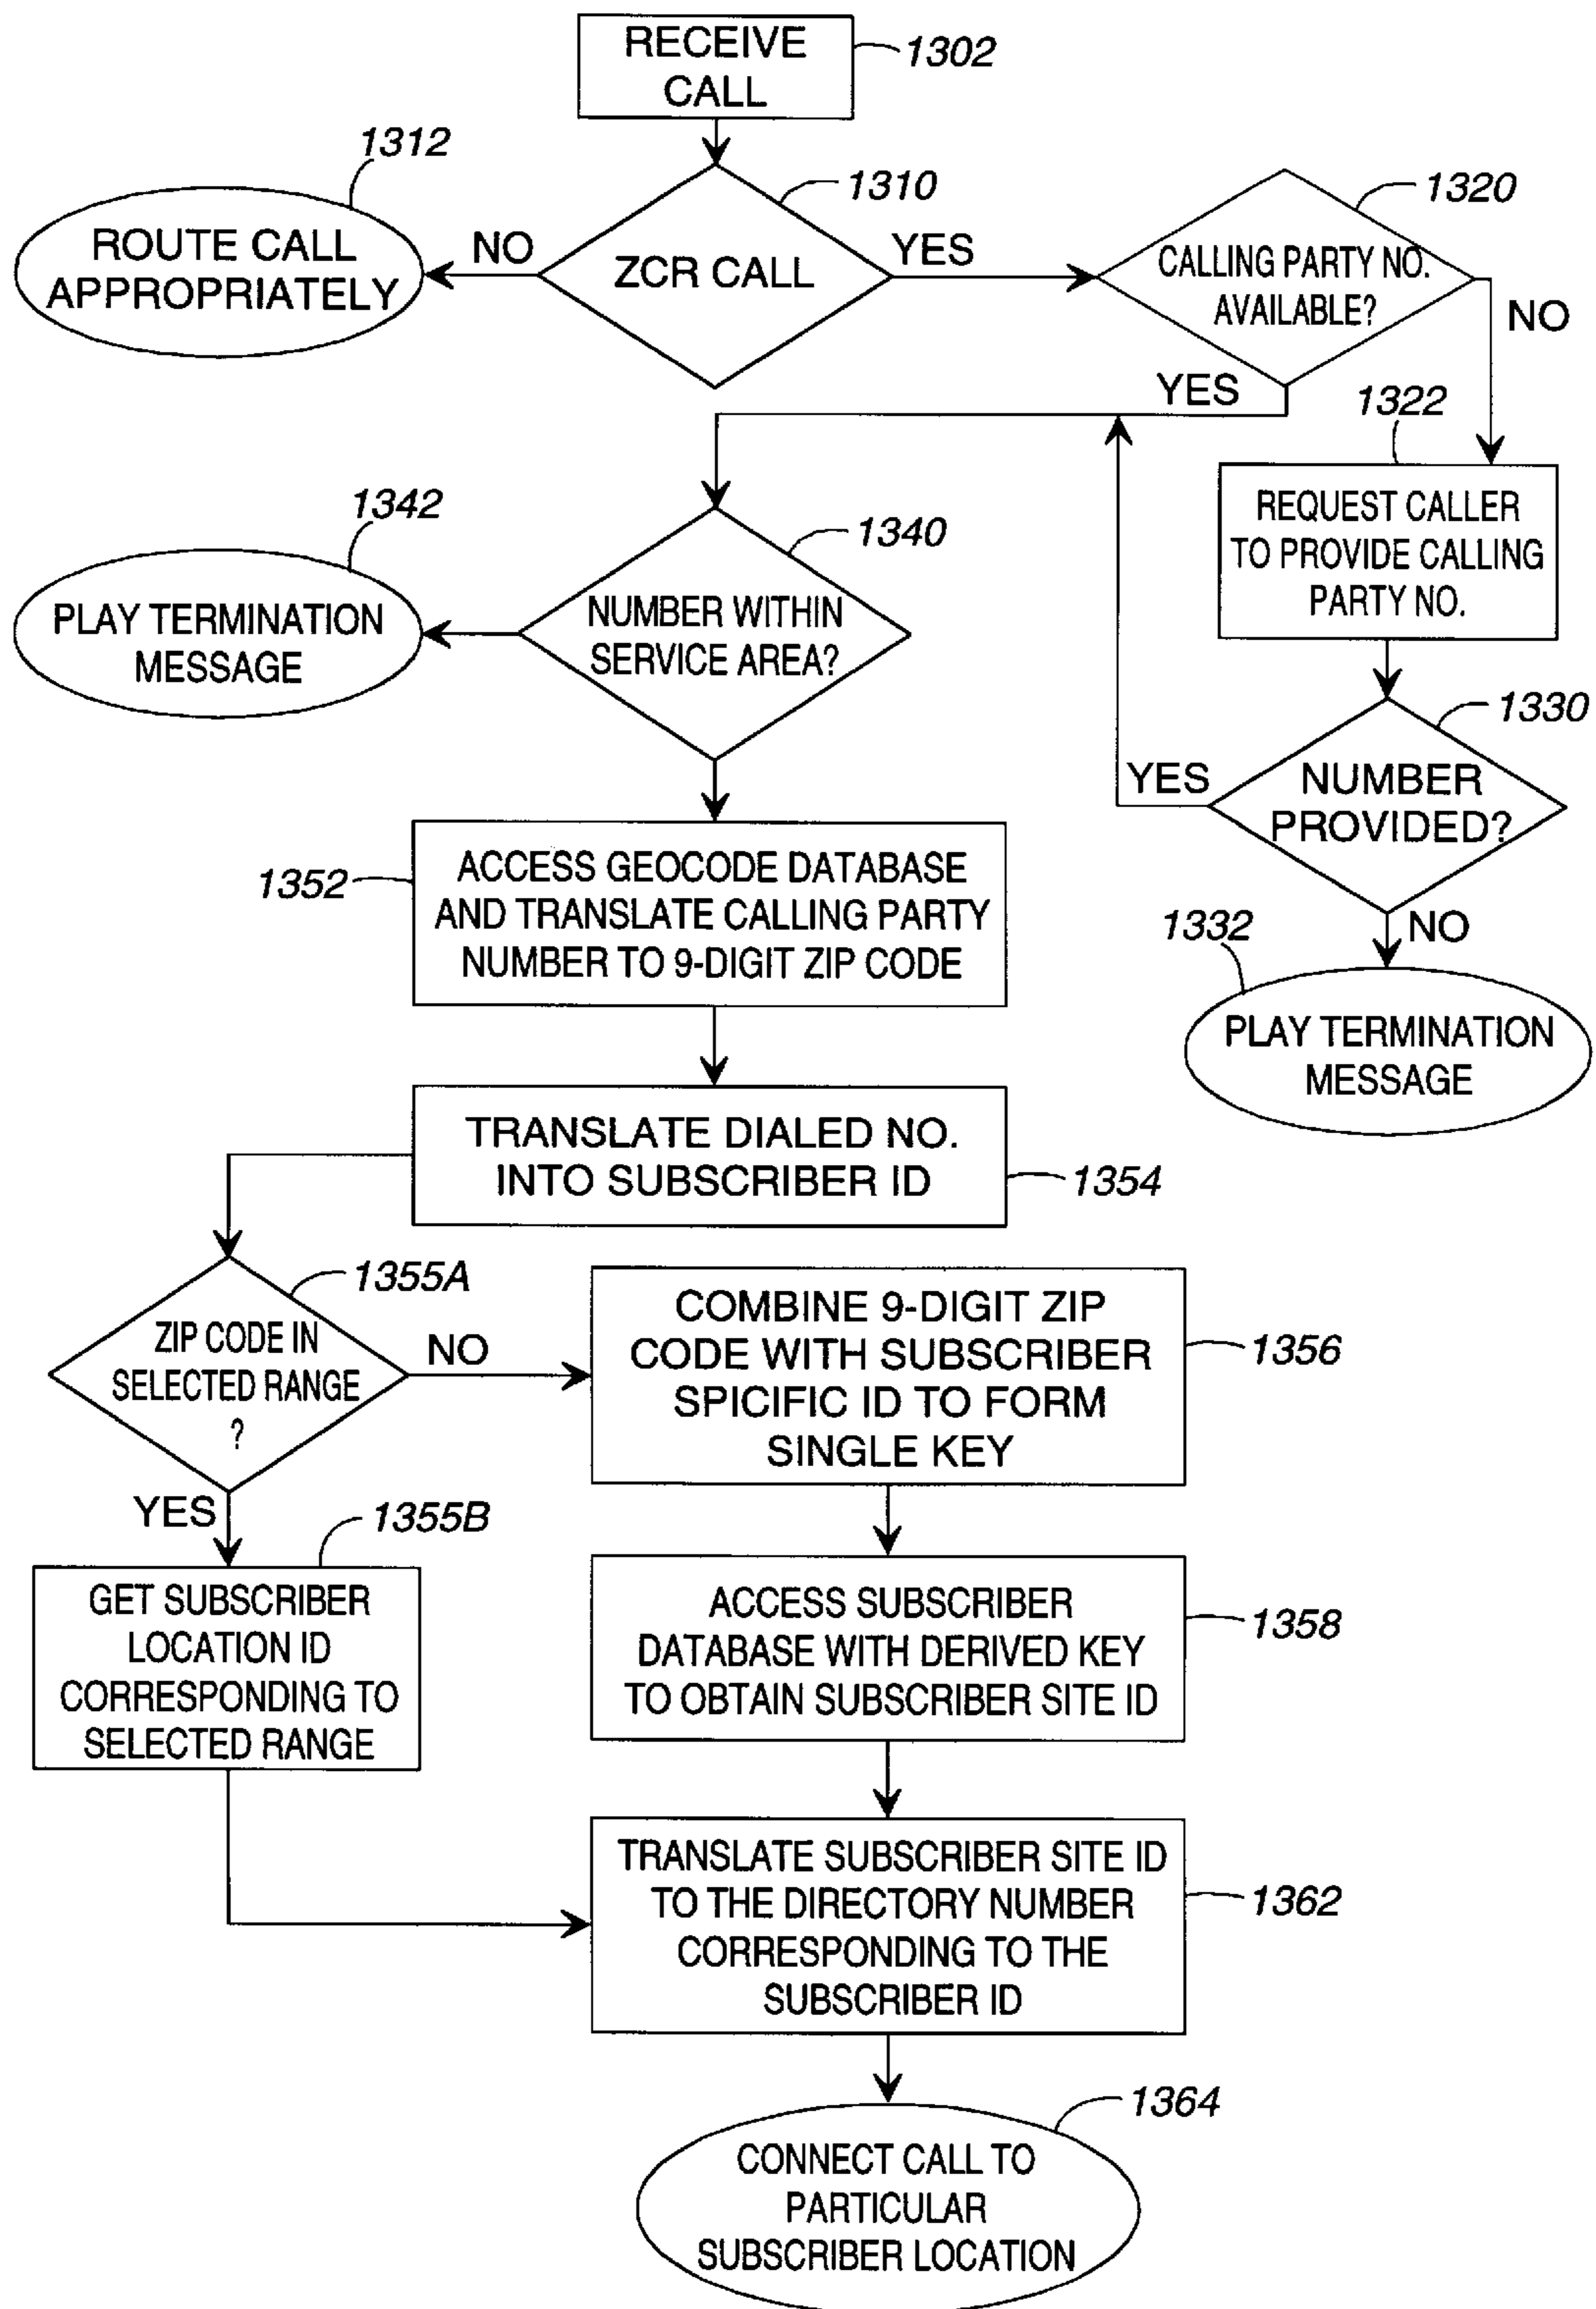 RECEIVE
CALL
1302
1312
1310
1320
ROUTE CALL
APPROPRIATELY
NO
ZCR CALL
YES
CALLING PARTY NO.
AVAILABLE?
NO
YES
1322
REQUEST CALLER
TO PROVIDE CALLING
PARTY NO.
1342
1340
PLAY TERMINATION
MESSAGE
NUMBER WITHIN
SERVICE AREA?
1330
YES
NUMBER
PROVIDED?
NO
1332
PLAY TERMINATION
MESSAGE
1352
ACCESS GEOCODE DATABASE
AND TRANSLATE CALLING PARTY
NUMBER TO 9-DIGIT ZIP CODE
TRANSLATE DIALED NO.
INTO SUBSCRIBER ID
1354
1355A
ZIP CODE IN
SELECTED RANGE
?
NO
YES
COMBINE 9-DIGIT ZIP
CODE WITH SUBSCRIBER
SPICIFIC ID TO FORM
SINGLE KEY
1356
1355B
GET SUBSCRIBER
LOCATION ID
CORRESPONDING TO
SELECTED RANGE
ACCESS SUBSCRIBER
DATABASE WITH DERIVED KEY
TO OBTAIN SUBSCRIBER SITE ID
1358
TRANSLATE SUBSCRIBER SITE ID
TO THE DIRECTORY NUMBER
CORRESPONDING TO THE
SUBSCRIBER ID
1362
1364
CONNECT CALL TO
PARTICULAR
SUBSCRIBER LOCATION